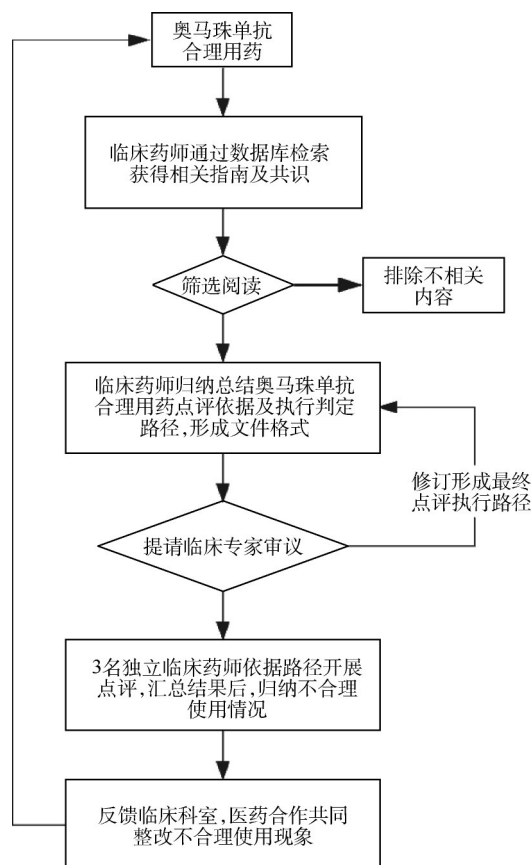 奥马珠单抗
合理用药
临床药师通过数据库检索
获得相关指南及共识
筛选阅读
排除不相关
内容
临床药师归纳总结奥马珠单抗
合理用药点评依据及执行判定
路径,形成文件格式
修订形成最终
点评执行路径
提请临床专家审议
3名独立临床药师依据路径开展
点评,汇总结果后,归纳不合理
使用情况
反馈临床科室,医药合作共同
整改不合理使用现象